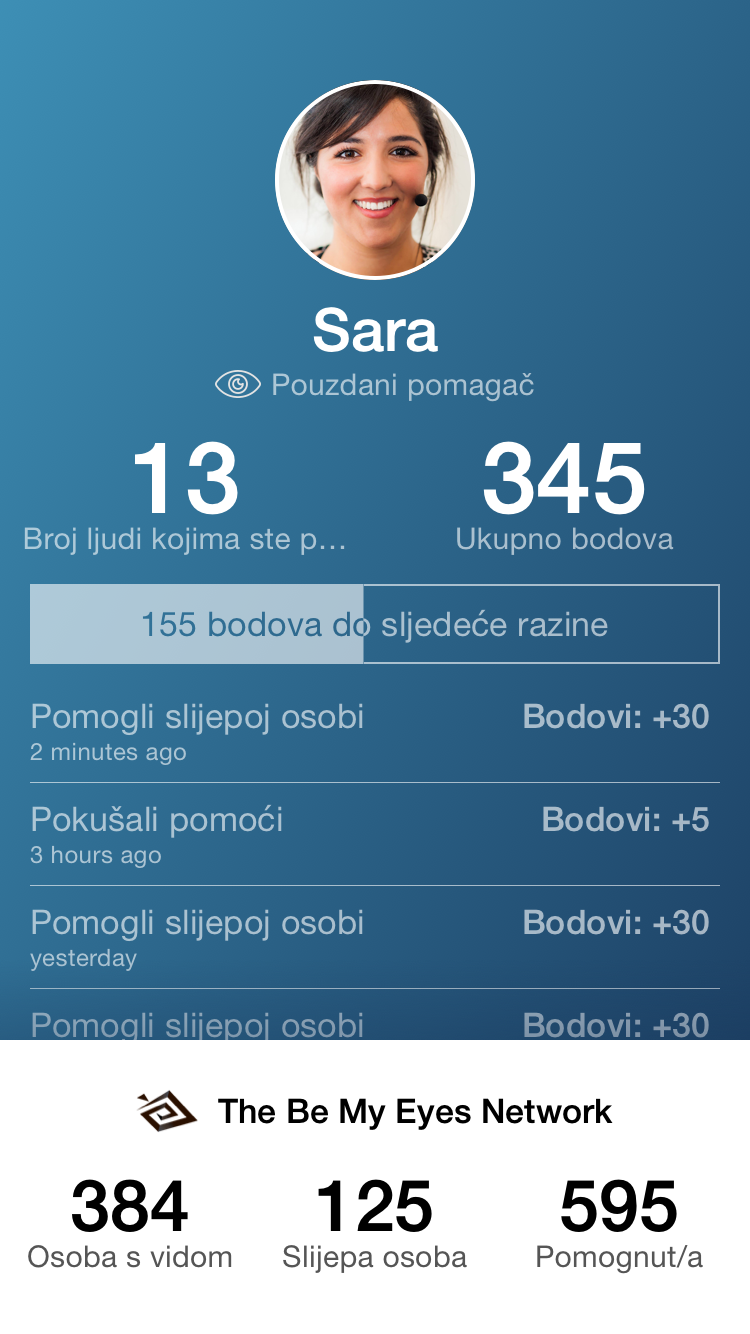 Sara
Pouzdani pomagač
13
345
Broj ljudi kojima ste p...
Ukupno bodova
155 bodova do sljedeće razine
Pomogli slijepoj osobi
Bodovi: +30
2 minutes ago
Pokušali pomoći
Bodovi: +5
3 hours ago
Pomogli slijepoj osobi
Bodovi: +30
yesterday
Pomogli slijepoj osobi
Bodovi: +30
The Be My Eyes Network
384
125
595
Osoba s vidom
Slijepa osoba
Pomognut/a